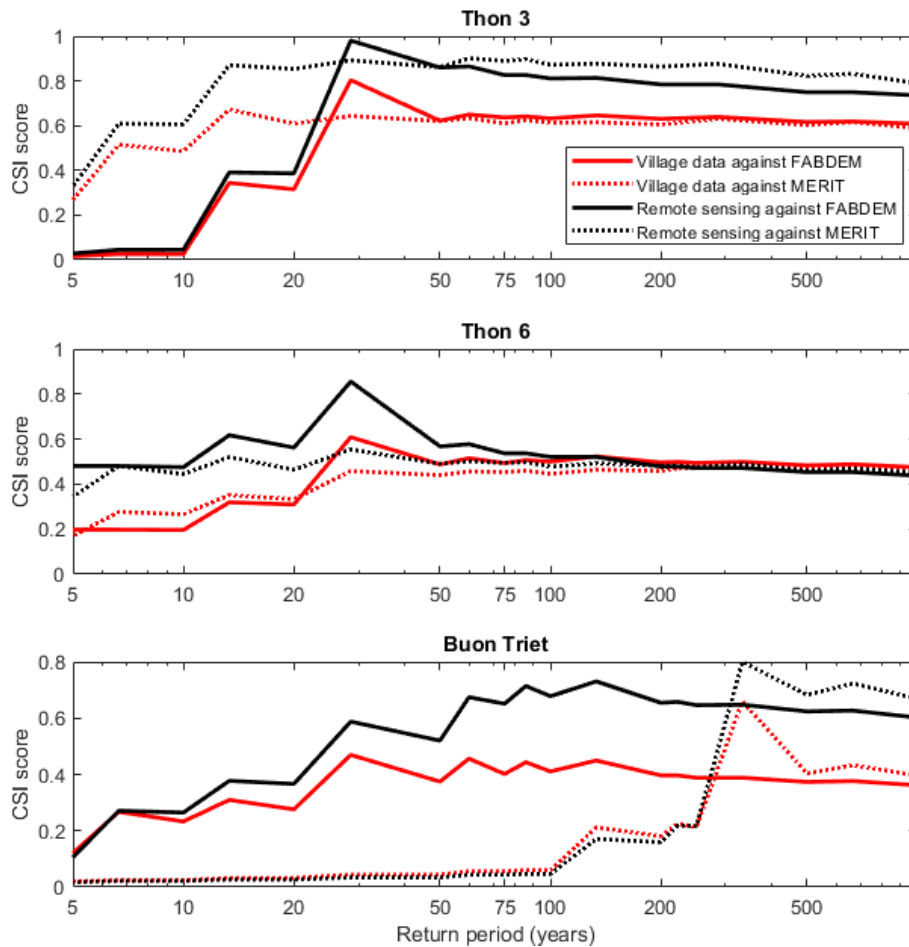 Thon 3
CSI score
1
0.8
0.6
0.4
0.2
0
Village data against FABDEM
Village data against MERIT
Remote sensing against FABDEM
Remote sensing against MERIT
5 10 20 50 75 100 200 500
Thon 6
CSI score
1
0.8
0.6
0.4
0.2
0
5 10 20 50 75 100 200 500
Buon Triet
CSI score
0.8
0.6
0.4
0.2
0
5 10 20 50 75 100 200 500
Return period (years)